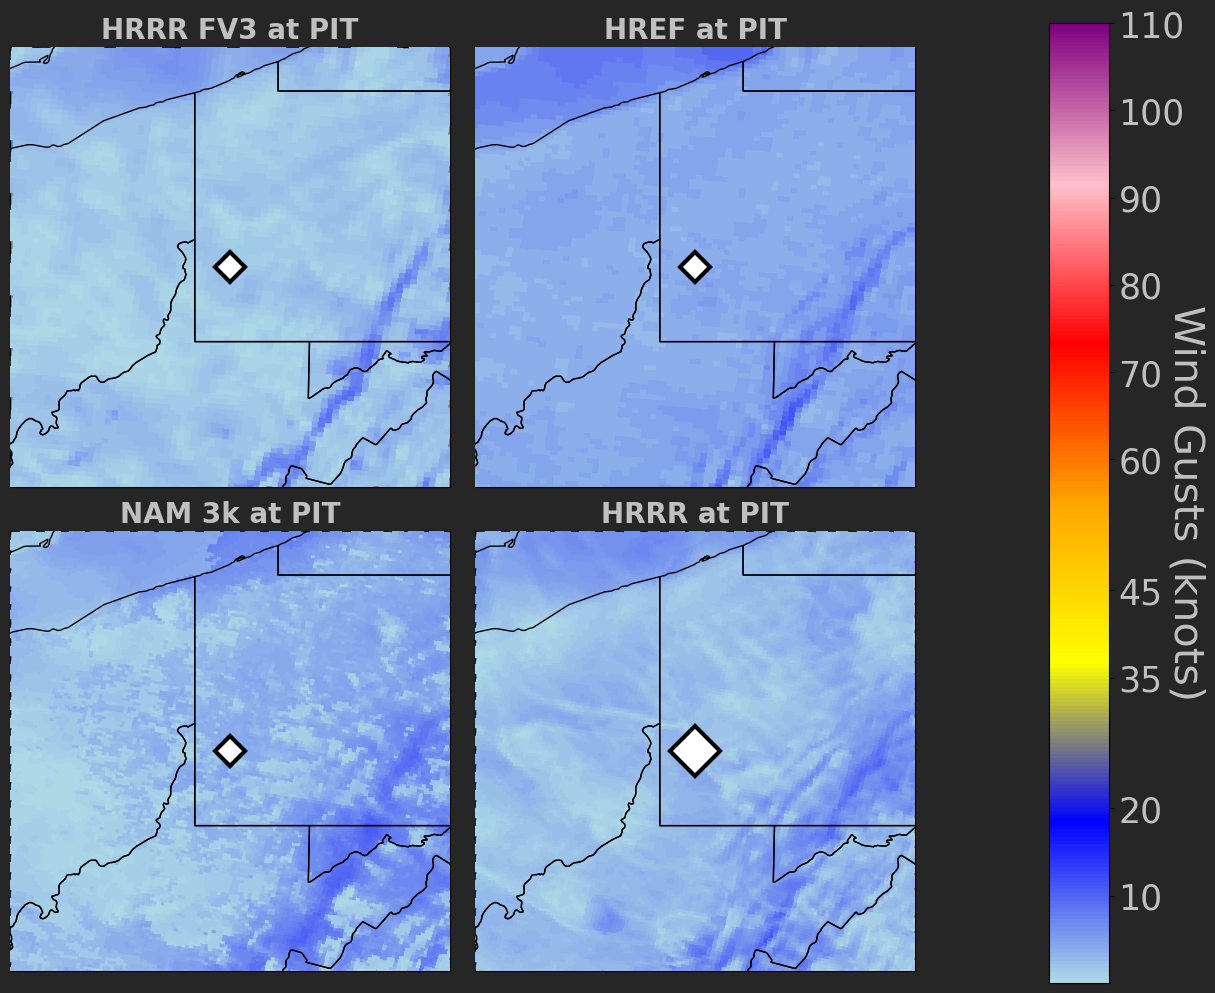 HRRR FV3 at PIT
HREF at PIT
NAM 3k at PIT
HRRR at PIT
110
100
90
80
70
60
45
35
20
10
Wind Gusts (knots)